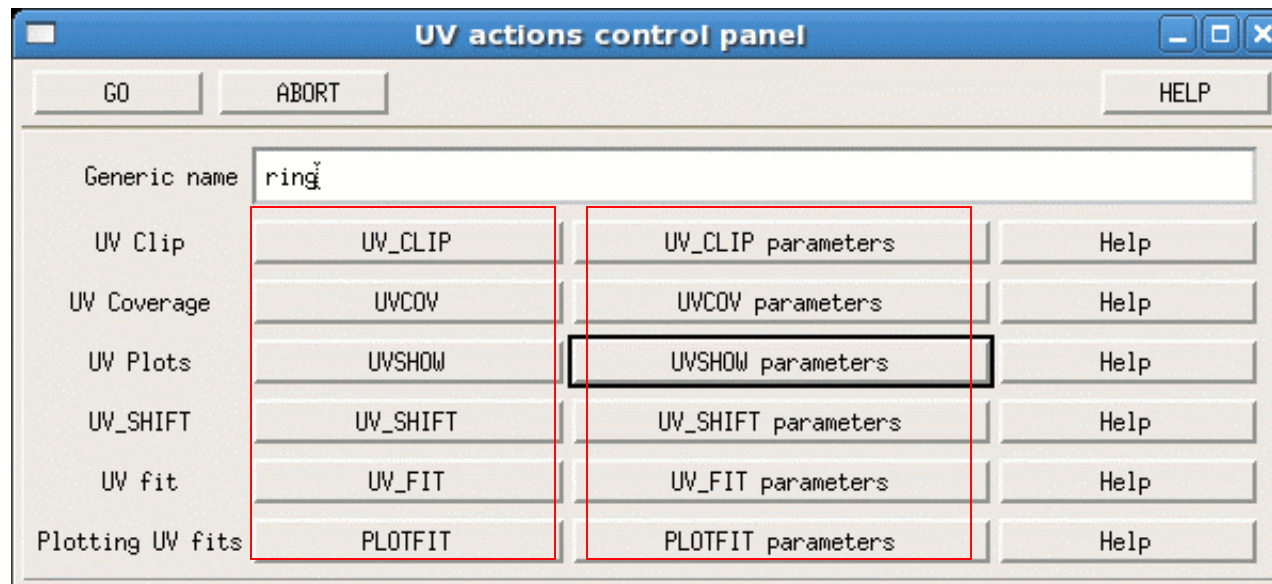 UV actions control panel
GO ABORT HELP
Generic name ring
UV Clip UV_CLIP UV_CLIP parameters Help
UV Coverage UVCOV UVCOV parameters Help
UV Plots UVSHOW UVSHOW parameters Help
UV_SHIFT UV_SHIFT UV_SHIFT parameters Help
UV fit UV_FIT UV_FIT parameters Help
Plotting UV fits PLOTFIT PLOTFIT parameters Help